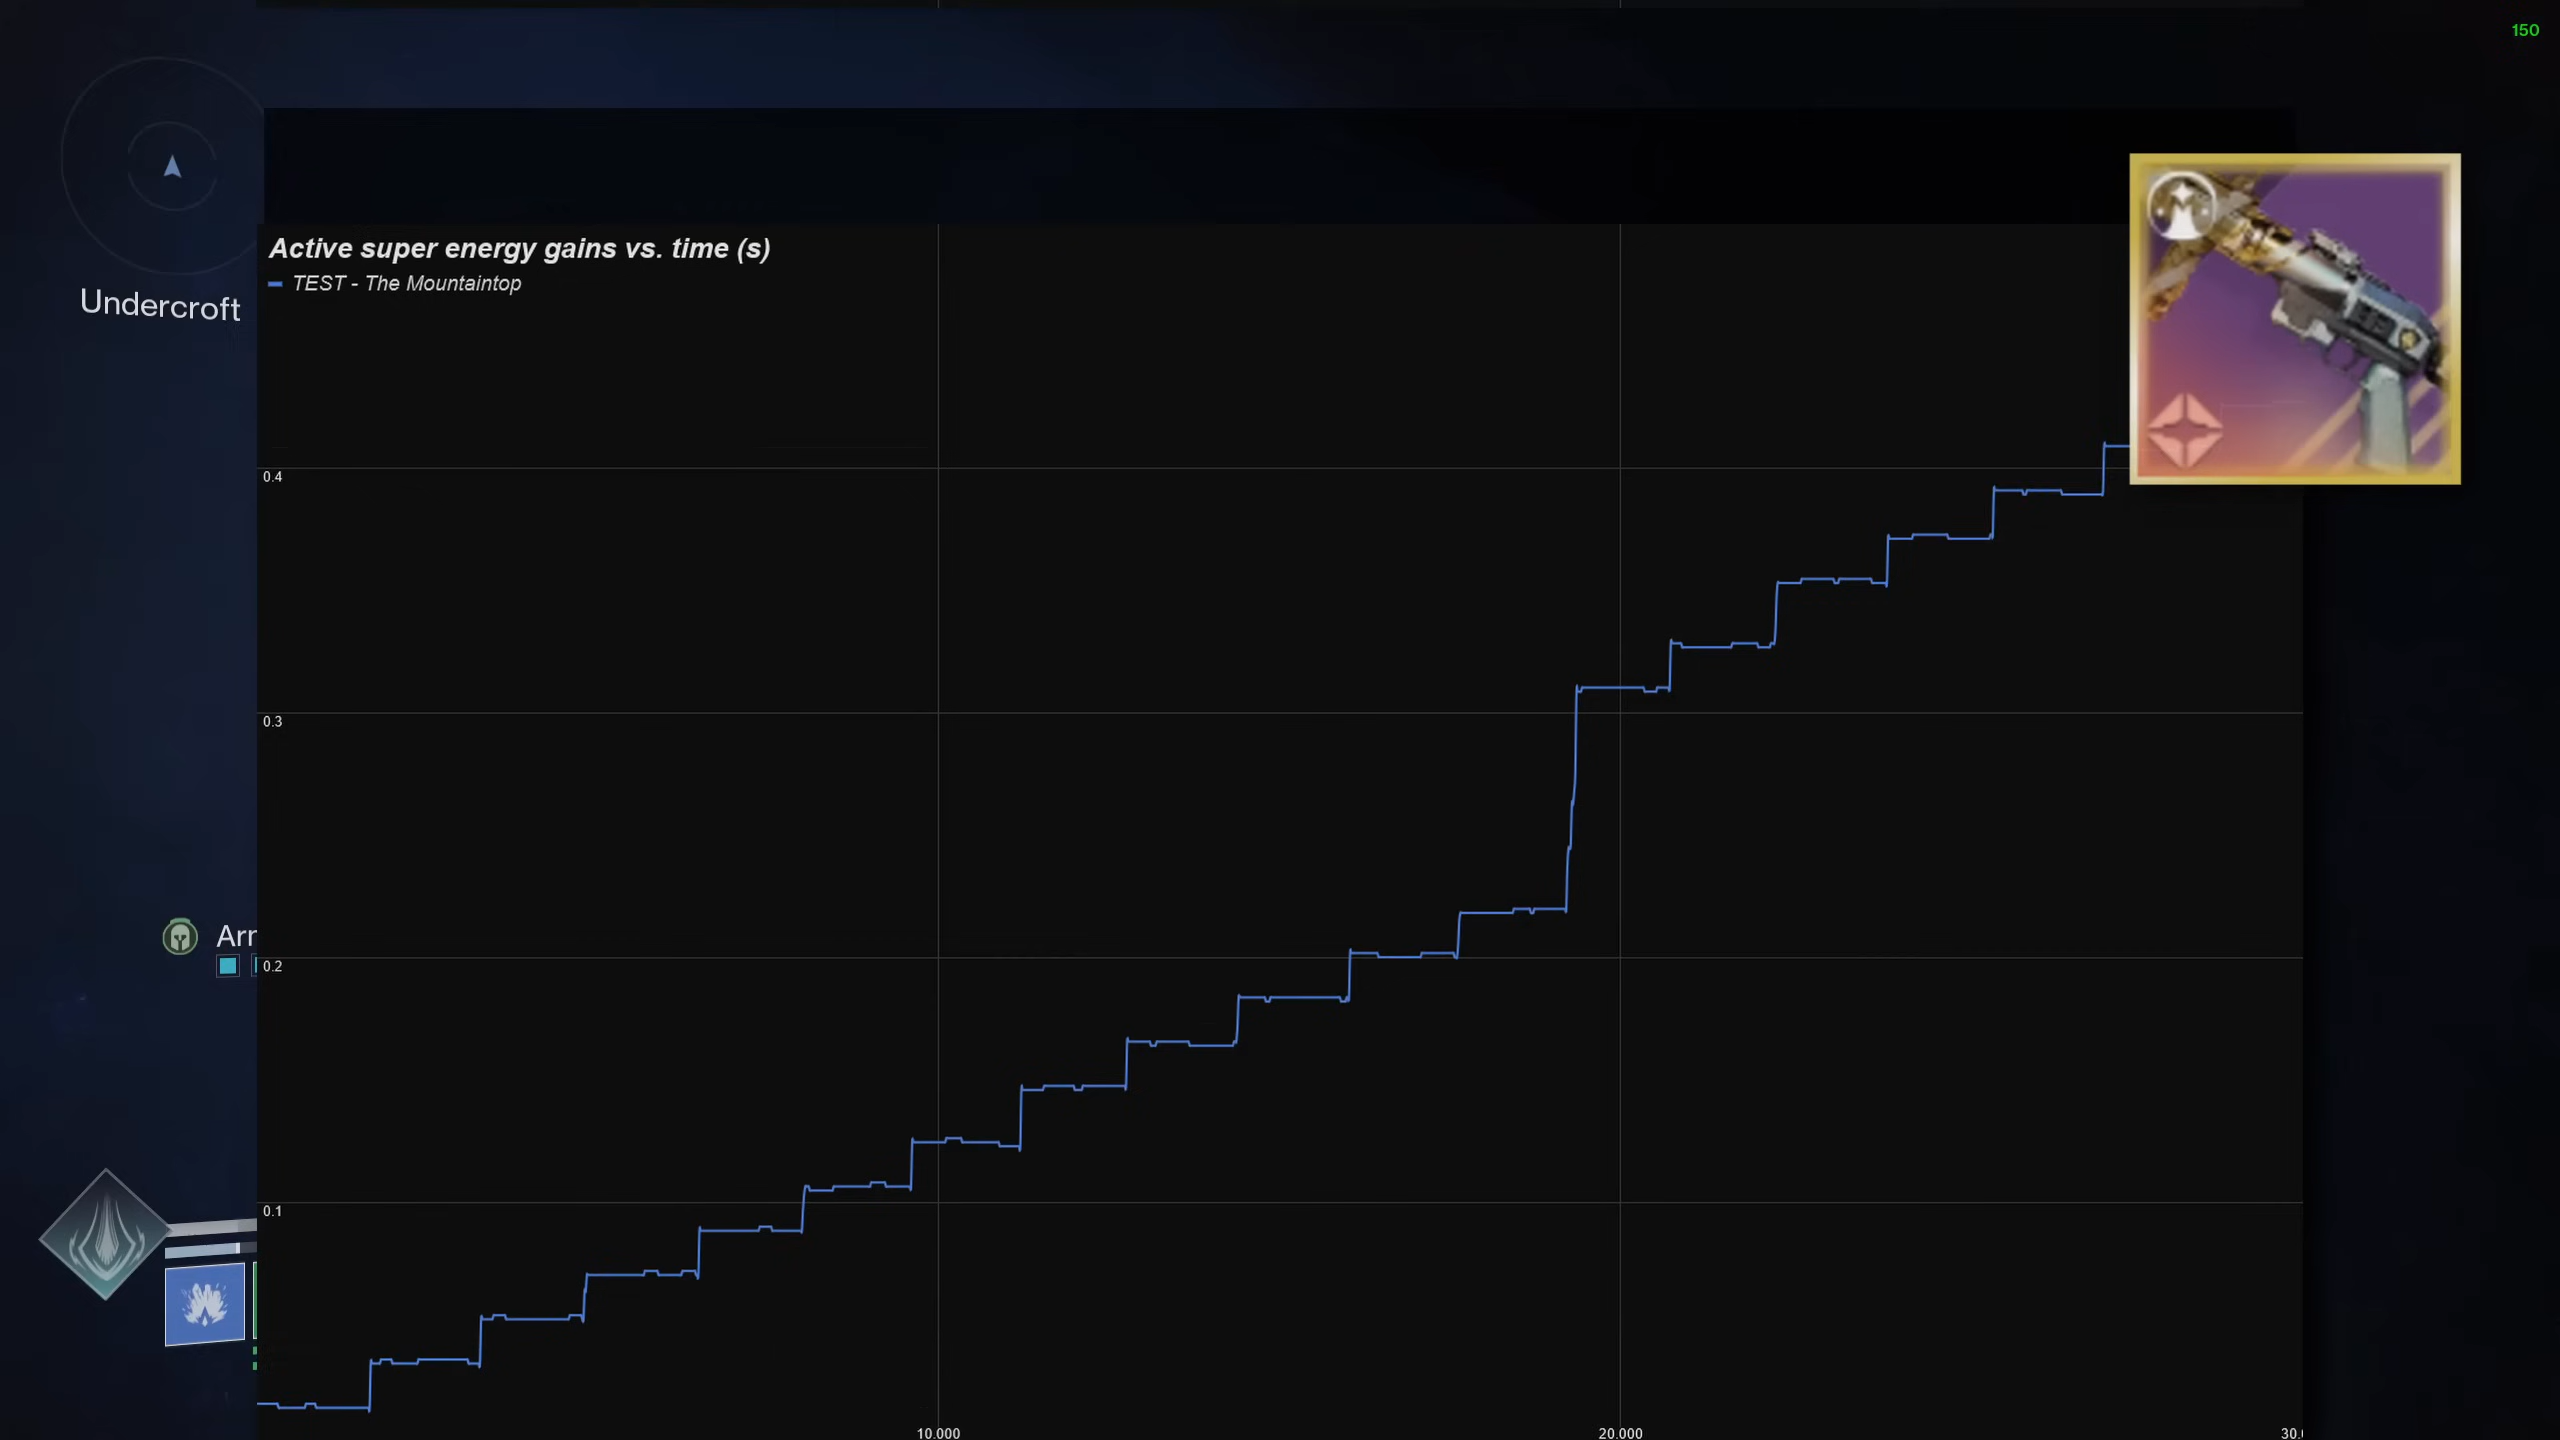 150
Undercroft
Active super energy gains vs. time (s)
TEST - The Mountaintop
0.4
0.3
Arr
0.2
0.1
10.000
20.000
30.